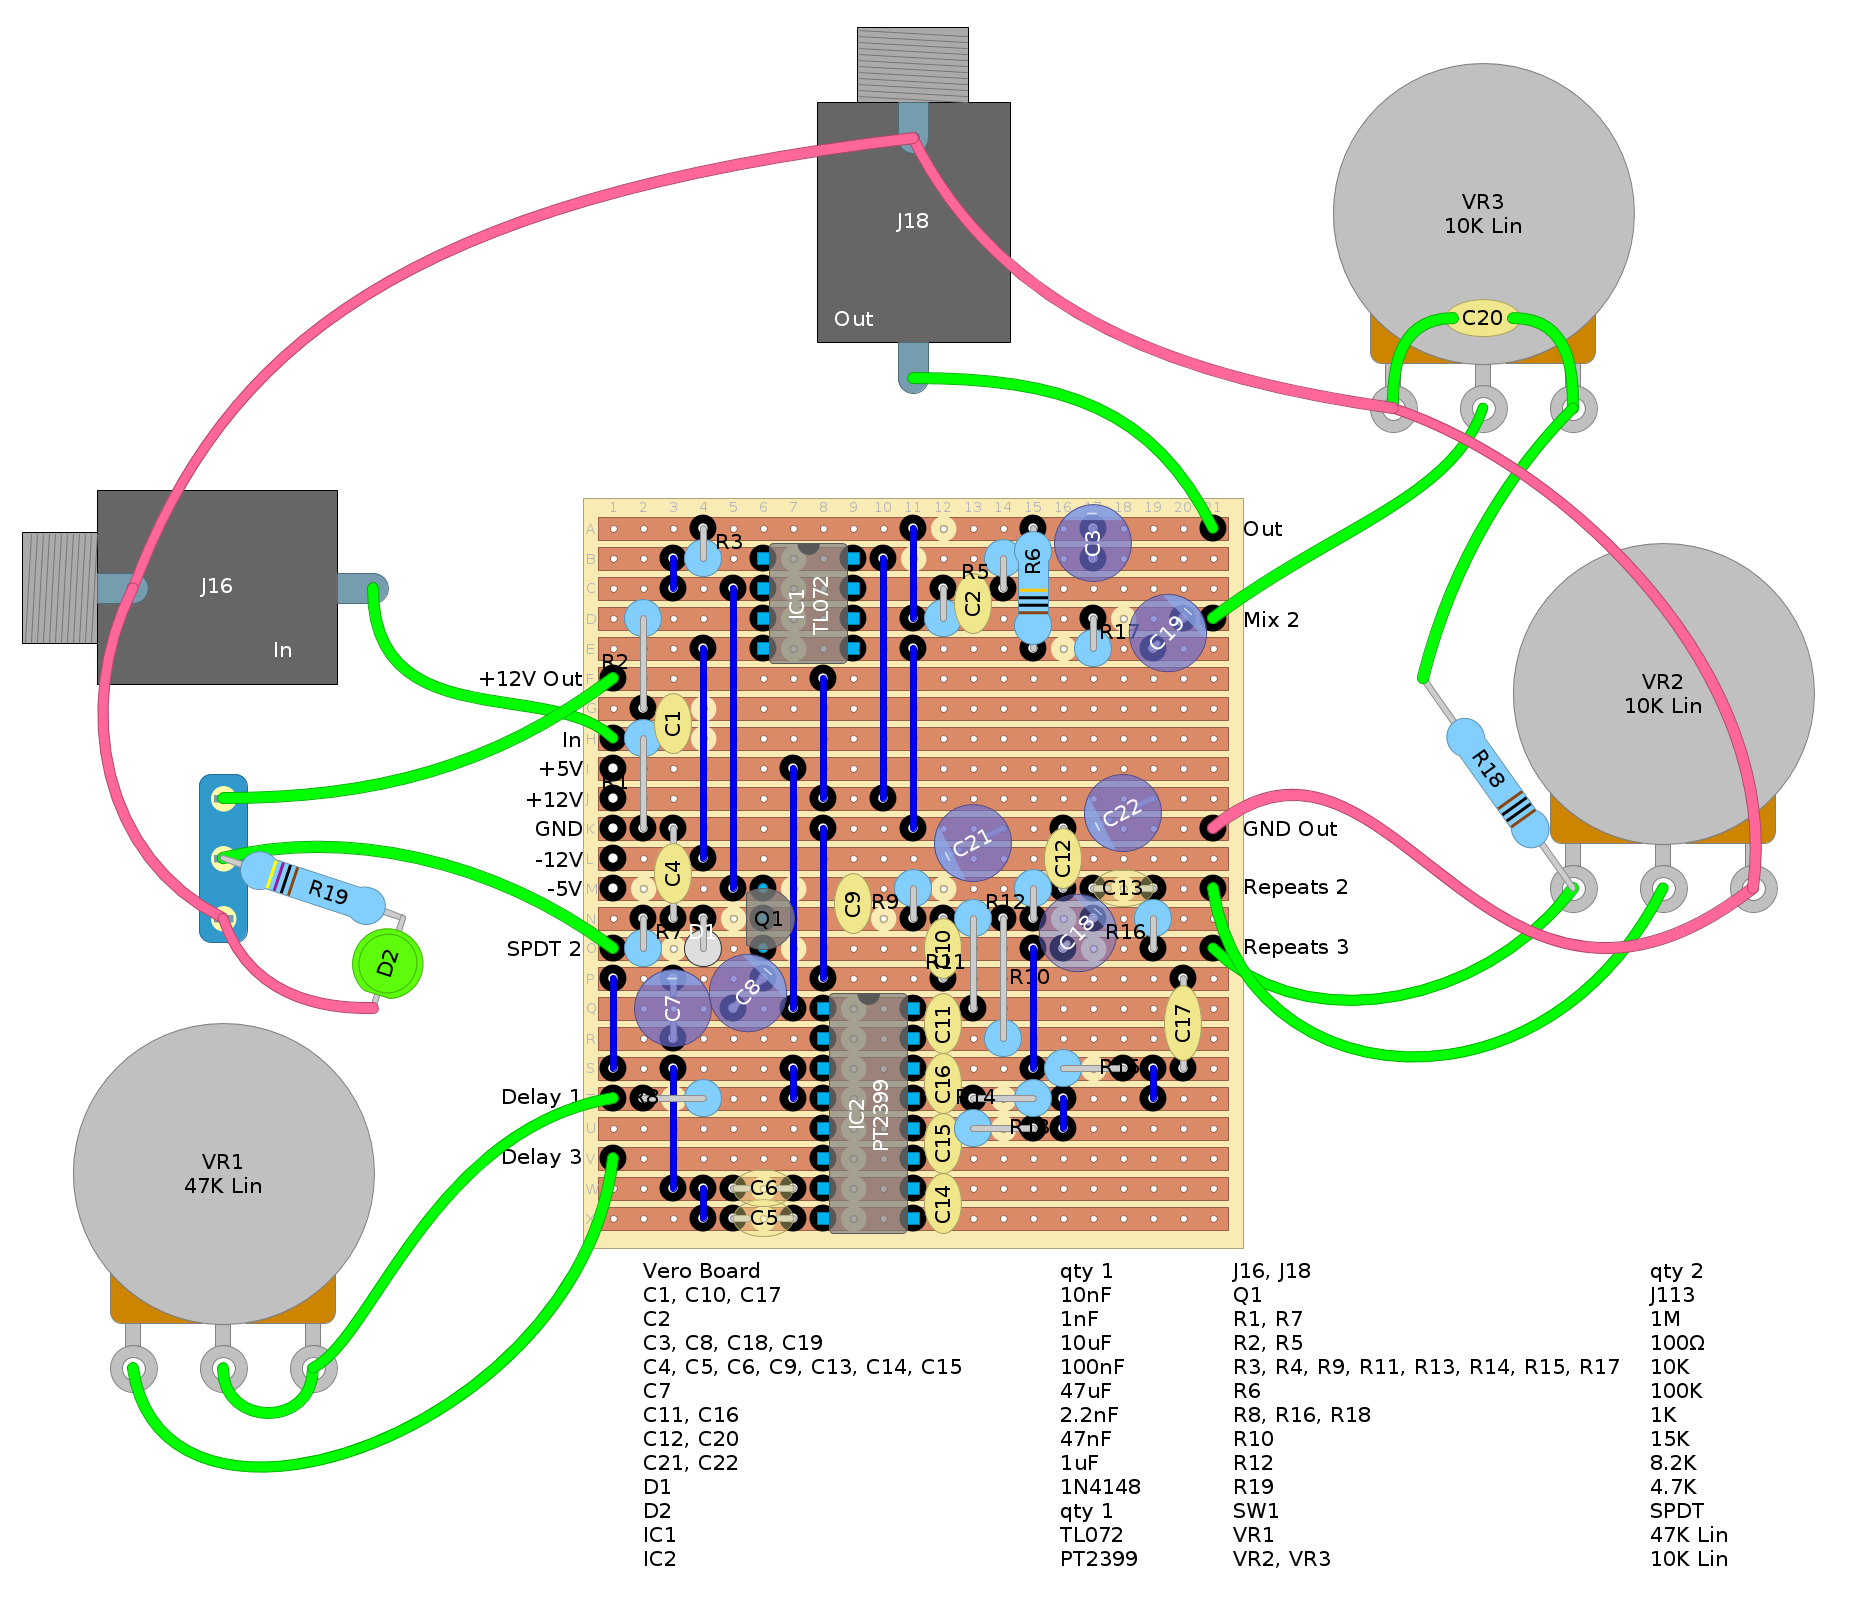 J18
Out
VR3
10K Lin
C20
J16
In
1 2 3 4 5 6 7 8 9 10 11 12 13 14 15 16 17 18 19 20 21
A
Out
R3
C3
B
R6
IC1
TL072
R5
C2
C
D
R17
C19
Mix 2
E
R2
+12V Out
F
VR2
10K Lin
G
C1
In
H
+5V
R1
+12V
J
R18
C22
GND
K
GND Out
C21
-12V
L
C12
C4
-5V
M
C13
Repeats 2
R19
C9
R9
R12
N
Q1
D1
R7
C18
R16
C10
SPDT 2
O
Repeats 3
D2
R11
P
R10
C8
C7
Q
C11
C17
R
S
R15
C16
Delay 1
R8
R14
IC2
PT2399
U
R13
C15
Delay 3
V
VR1
47K Lin
W
C6
C14
X
C5
Vero Board qty 1 J16, J18 qty 2
C1, C10, C17 10nF Q1 J113
C2 1nF R1, R7 1M
C3, C8, C18, C19 10uF R2, R5 100Ω
C4, C5, C6, C9, C13, C14, C15 100nF R3, R4, R9, R11, R13, R14, R15, R17 10K
C7 47uF R6 100K
C11, C16 2.2nF R8, R16, R18 1K
C12, C20 47nF R10 15K
C21, C22 1uF R12 8.2K
D1 1N4148 R19 4.7K
D2 qty 1 SW1 SPDT
IC1 TL072 VR1 47K Lin
IC2 PT2399 VR2, VR3 10K Lin